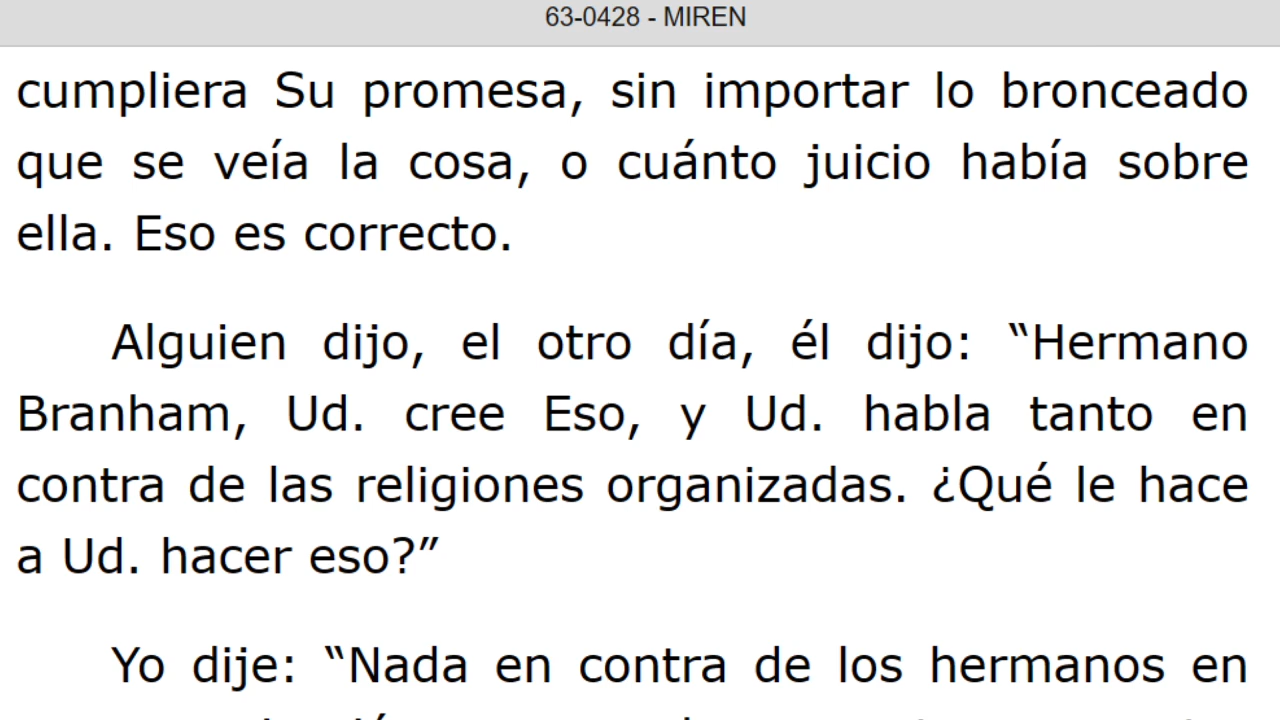 63-0428 - MIREN
cumpliera Su promesa, sin importar lo bronceado
que se veía la cosa, o cuánto juicio había sobre
ella. Eso es correcto.
Alguien dijo, el otro día, él dijo: “Hermano
Branham, Ud. cree Eso, y Ud. habla tanto en
contra de las religiones organizadas. ¿Qué le hace
a Ud. hacer eso?”
Yo dije: “Nada en contra de los hermanos en